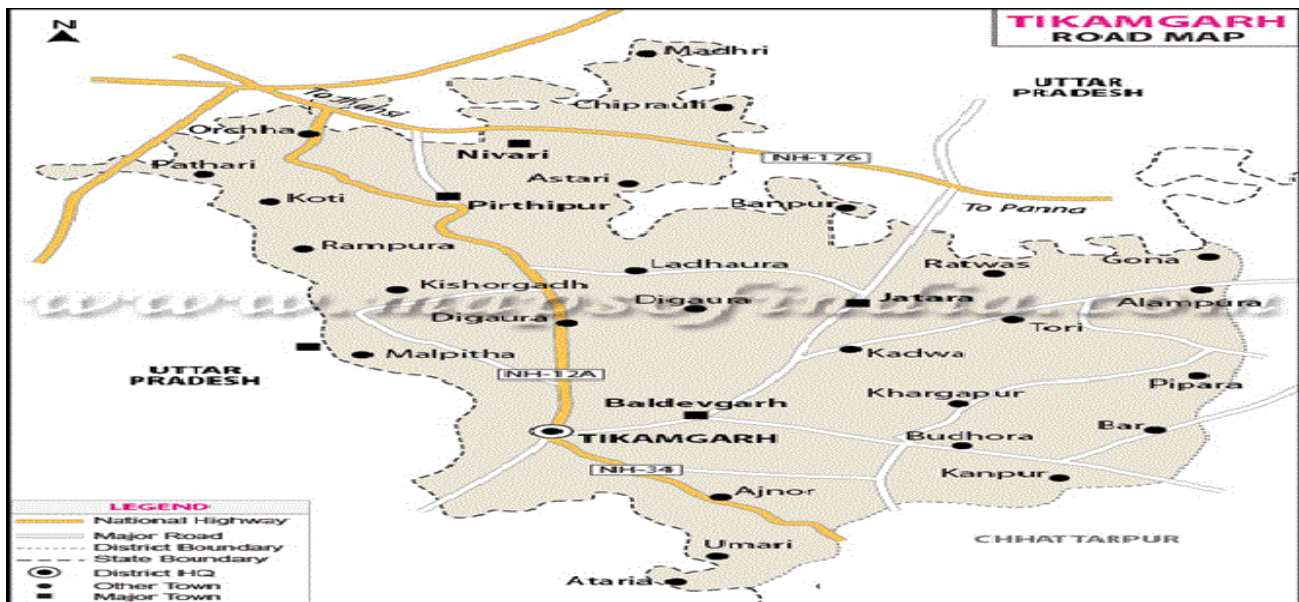 TIKAMGARH
ROAD MAP
N
Madhri
UTTAR
PRADESH
To Jhansi
Chiprauli
Orchha
Nivari
NH-176
Pathari
Astari
Koti
Pirthipur
Banpur
To Panna
Rampura
Ladhaura
Ratwas
Gona
Kishorgadh
Digaura
Jatara
Alampura
www.mapsofindia.com
Digaura
Tori
Malpitha
Kadwa
UTTAR
PRADESH
NH-12A
Pipara
Khargapur
Baldevgarh
Bar
TIKAMGARH
Budhora
NH-34
Kanpur
Ajnor
CHHATTARPUR
Umari
Ataria
LEGEND
National Highway
Major Road
District Boundary
State Boundary
District HQ
Other Town
Major Town